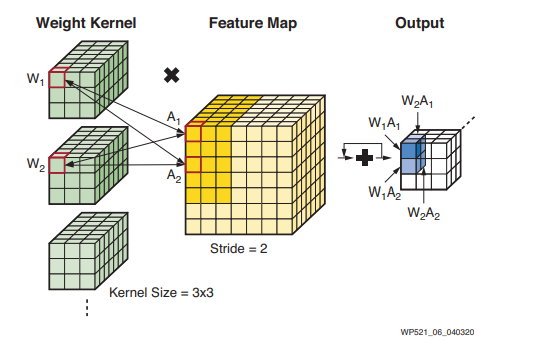 Weight Kernel
Feature Map
Output
W1
A1
W2
A2
W2A1
W1A1
W1A2
W2A2
Stride = 2
Kernel Size = 3x3
WP521_06_040320